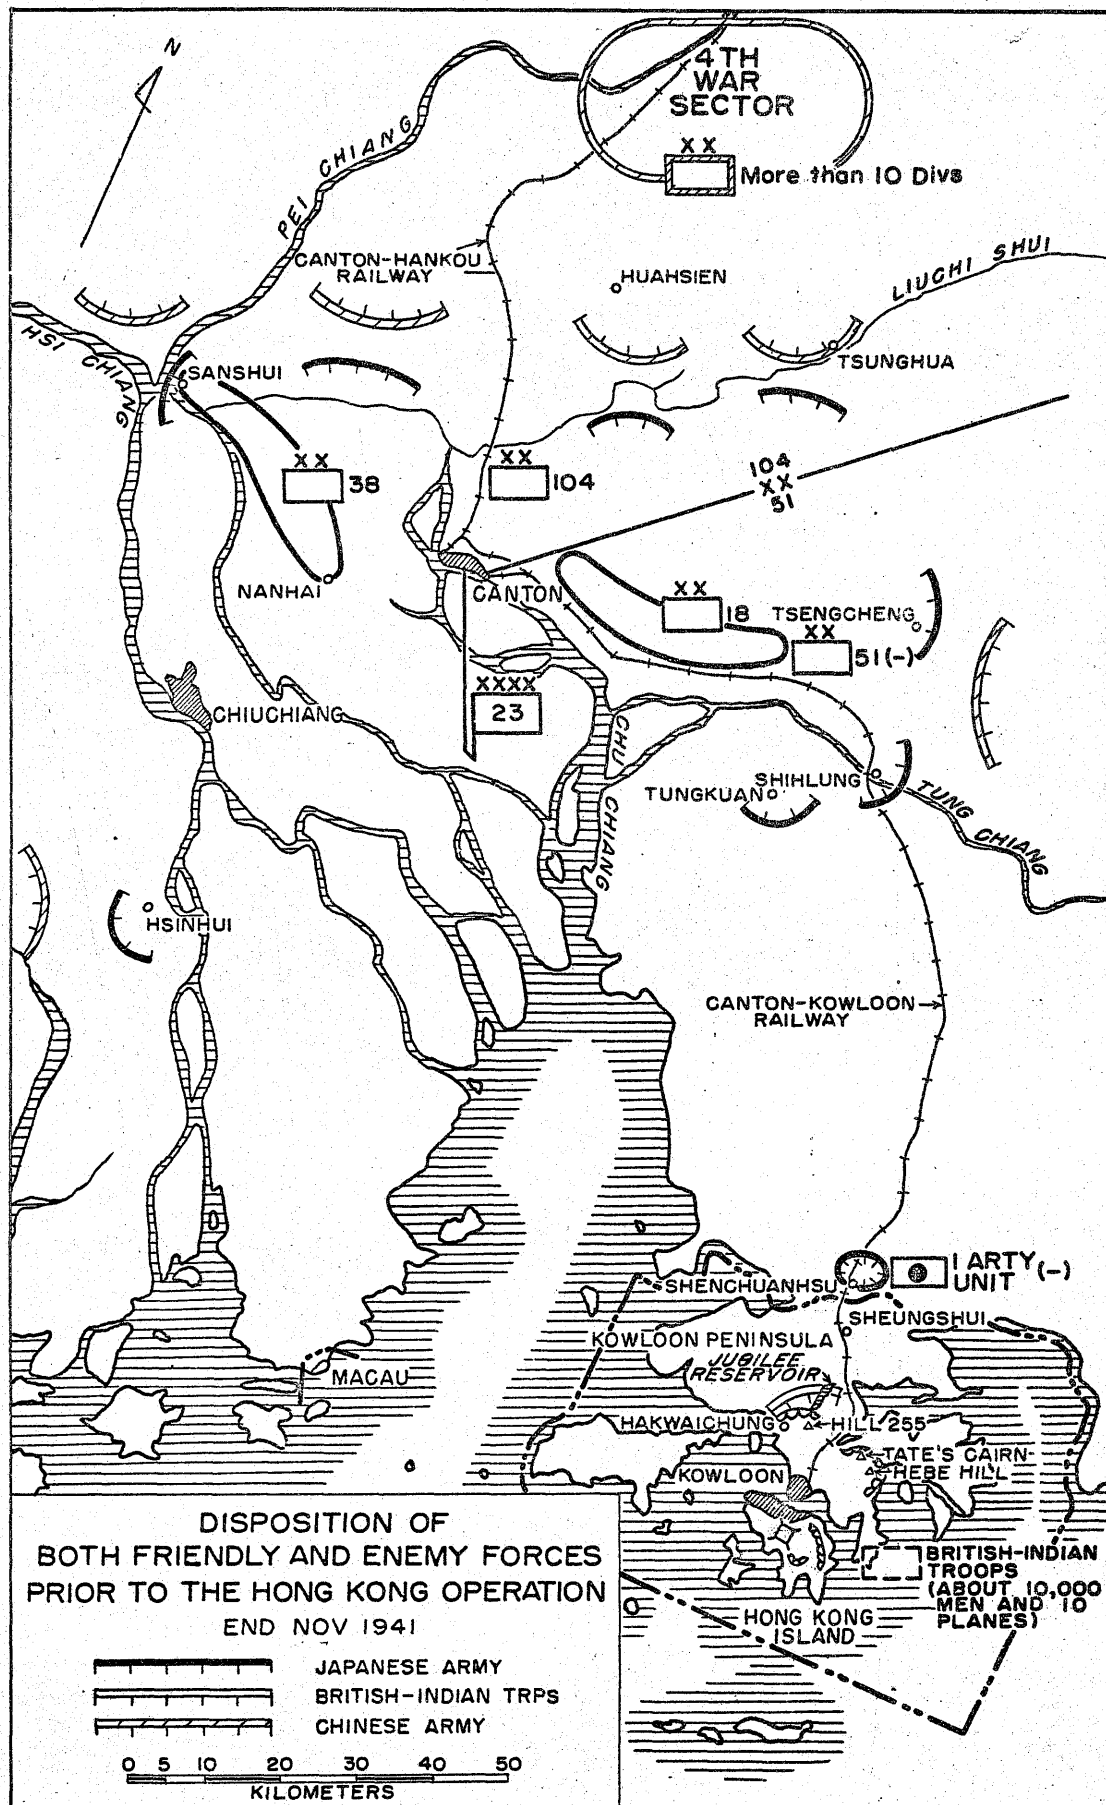 N
4TH
WAR
SECTOR
XX
More than 10 Divs
PEI CHIANG
CANTON-HANKOU
RAILWAY
HUAHSIEN
LIUCHI SHUI
HSI CHIANG
SANSHUI
TSUNGHUA
XX
38
XX
104
104
XX
51
NANHAI
CANTON
XX
18
TSENGCHENG
XX
51(-)
XXXX
23
CHIUCHIANG
CHU CHIANG
SHIHLUNG
TUNGKUAN
TUNG CHIANG
HSINHUI
CANTON-KOWLOON
RAILWAY
1 ARTY
UNIT (-)
SHENCHUANHSU
SHEUNGSHUI
KOWLOON PENINSULA
JUBILEE
RESERVOIR
MACAU
HAKWAICHUNG
HILL 255
TATE'S CAIRN-
HEBE HILL
KOWLOON
BRITISH-INDIAN
TROOPS
(ABOUT 10,000
MEN AND 10
PLANES)
HONG KONG
ISLAND
DISPOSITION OF
BOTH FRIENDLY AND ENEMY FORCES
PRIOR TO THE HONG KONG OPERATION
END NOV 1941
JAPANESE ARMY
BRITISH-INDIAN TRPS
CHINESE ARMY
0 5 10 20 30 40 50
KILOMETERS